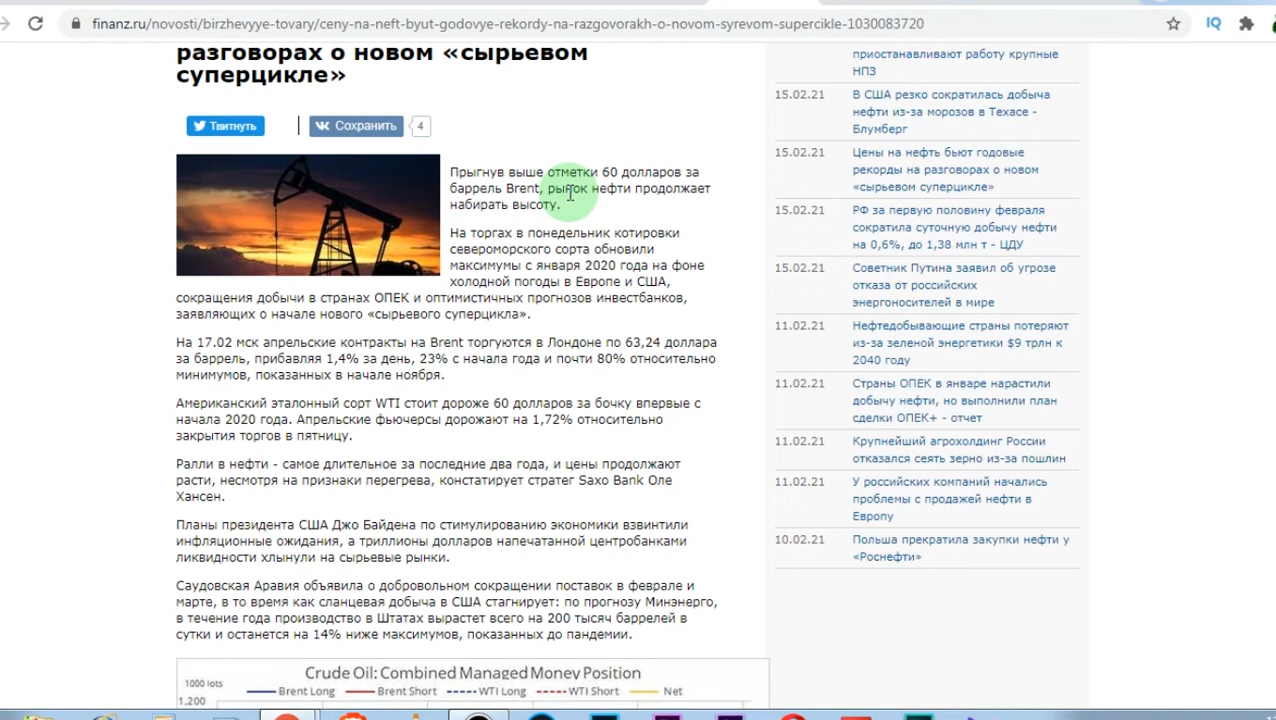 finanz.ru/novosti/birzhevyye-tovary/ceny-na-neft-byut-godovye-rekordy-na-razgovorakh-o-novom-syrevom-supercikle-1030083720
разговорах о новом «сырьевом
суперцикле»
Твитнуть
Сохранить
4
Прыгнув выше отметки 60 долларов за
баррель Brent, рынок нефти продолжает
набирать высоту.
На торгах в понедельник котировки
североморского сорта обновили
максимумы с января 2020 года на фоне
холодной погоды в Европе и США,
сокращения добычи в странах ОПЕК и оптимистичных прогнозов инвестбанков,
заявляющих о начале нового «сырьевого суперцикла».
На 17.02 мск апрельские контракты на Brent торгуются в Лондоне по 63,24 доллара
за баррель, прибавляя 1,4% за день, 23% с начала года и почти 80% относительно
минимумов, показанных в начале ноября.
Американский эталонный сорт WTI стоит дороже 60 долларов за бочку впервые с
начала 2020 года. Апрельские фьючерсы дорожают на 1,72% относительно
закрытия торгов в пятницу.
Ралли в нефти - самое длительное за последние два года, и цены продолжают
расти, несмотря на признаки перегрева, констатирует стратег Saxo Bank Оле
Хансен.
Планы президента США Джо Байдена по стимулированию экономики взвинтили
инфляционные ожидания, а триллионы долларов напечатанной центробанками
ликвидности хлынули на сырьевые рынки.
Саудовская Аравия объявила о добровольном сокращении поставок в феврале и
марте, в то время как сланцевая добыча в США стагнирует: по прогнозу Минэнерго,
в течение года производство в Штатах вырастет всего на 200 тысяч баррелей в
сутки и останется на 14% ниже максимумов, показанных до пандемии.
Crude Oil: Combined Managed Money Position
1000 lots
Brent Long
Brent Short
WTI Long
WTI Short
Net
1,200
приостанавливают работу крупные
НПЗ
15.02.21
В США резко сократилась добыча
нефти из-за морозов в Техасе -
Блумберг
15.02.21
Цены на нефть бьют годовые
рекорды на разговорах о новом
«сырьевом суперцикле»
15.02.21
РФ за первую половину февраля
сократила суточную добычу нефти
на 0,6%, до 1,38 млн т - ЦДУ
15.02.21
Советник Путина заявил об угрозе
отказа от российских
энергоносителей в мире
11.02.21
Нефтедобывающие страны потеряют
из-за зеленой энергетики $9 трлн к
2040 году
11.02.21
Страны ОПЕК в январе нарастили
добычу нефти, но выполнили план
сделки ОПЕК+ - отчет
11.02.21
Крупнейший агрохолдинг России
отказался сеять зерно из-за пошлин
11.02.21
У российских компаний начались
проблемы с продажей нефти в
Европу
10.02.21
Польша прекратила закупки нефти у
«Роснефти»